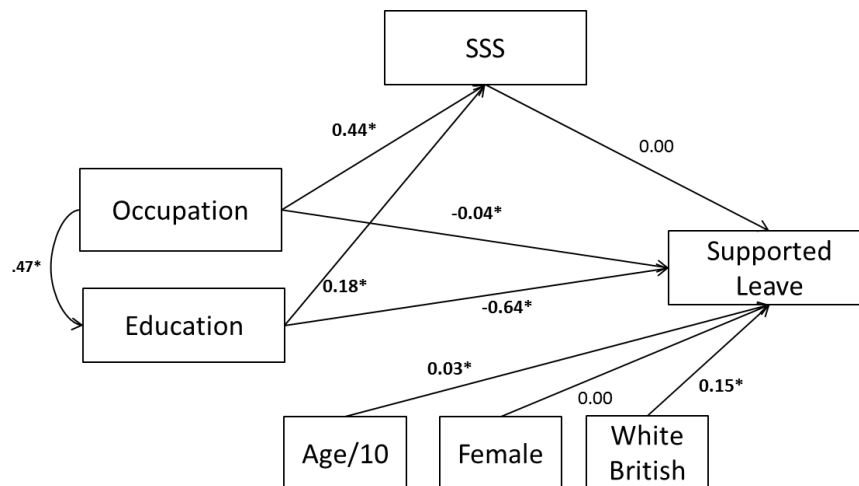 SSS
0.44*
0.00
Occupation
-0.04*
Supported
Leave
.47*
0.18*
Education
-0.64*
0.03*
0.00
0.15*
Age/10
Female
White
British